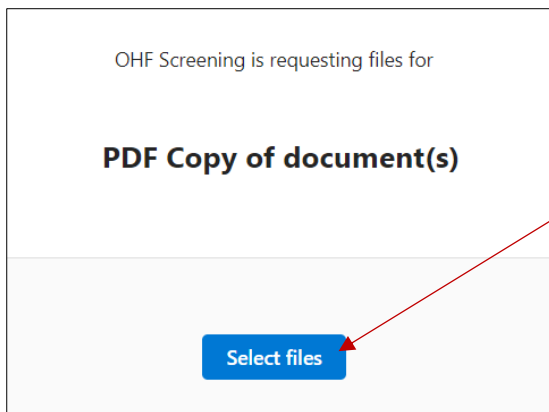 OHF Screening is requesting files for
PDF Copy of document(s)
Select files